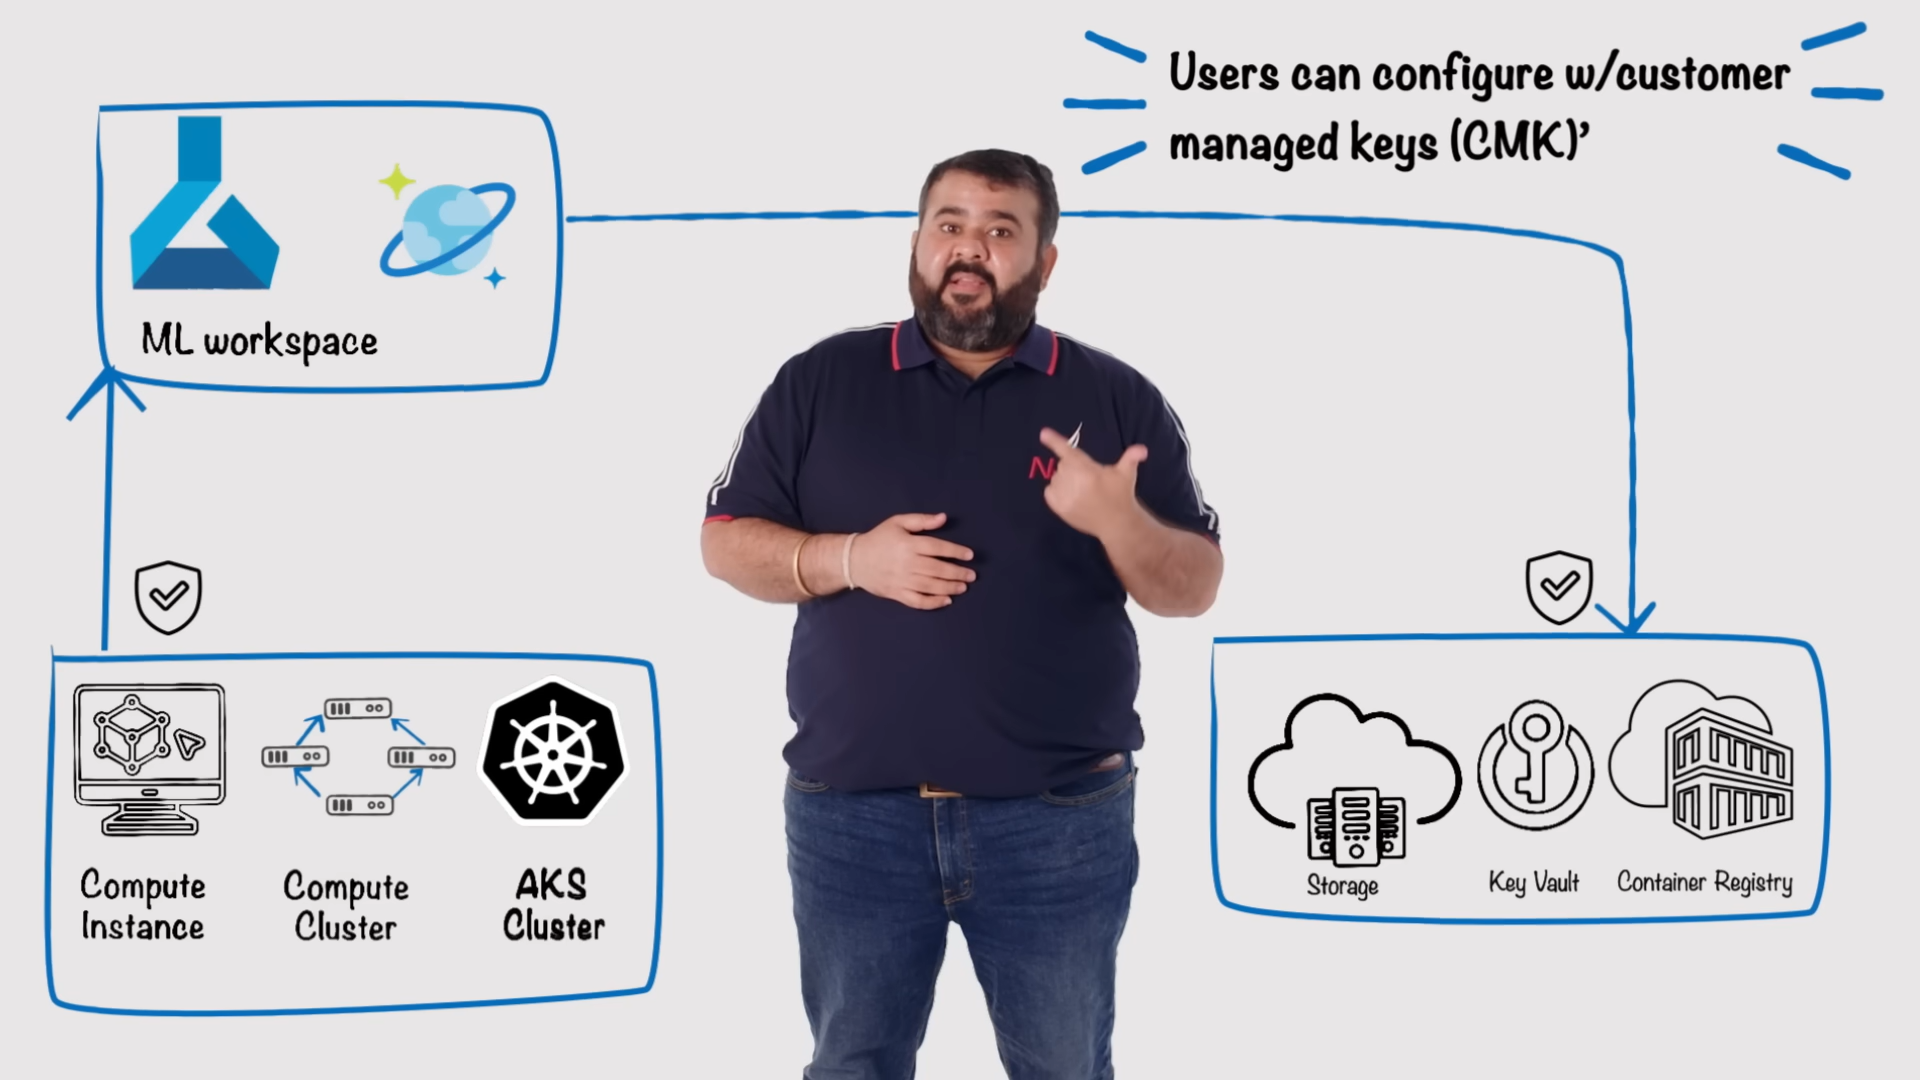 Users can configure w/customer
managed keys (CMK)’
ML workspace
N
Compute
Instance
Compute
Cluster
AKS
Cluster
Storage
Key Vault
Container Registry